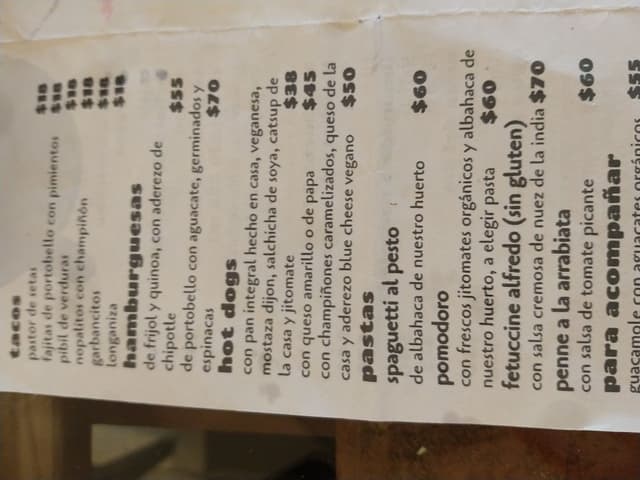 tacos
pastor de setas $18
fajitas de portobello con pimientos $18
pibil de verduras $18
nopalitos con champiñón $18
garbancitos $18
longaniza $18
hamburguesas
de frijol y quinoa, con aderezo de
chipotle $55
de portobello con aguacate, germinados y
espinacas $70
hot dogs
con pan integral hecho en casa, veganesa,
mostaza dijon, salchicha de soya, catsup de
la casa y jitomate $38
con queso amarillo o de papa $45
con champiñones caramelizados, queso de la
casa y aderezo blue cheese vegano $50
pastas
spaguetti al pesto
de albahaca de nuestro huerto $60
pomodoro
con frescos jitomates orgánicos y albahaca de
nuestro huerto, a elegir pasta $60
fetuccine alfredo (sin gluten)
con salsa cremosa de nuez de la india $70
penne a la arrabiata
con salsa de tomate picante $60
para acompañar
guacamole con aguacates orgánicos $55